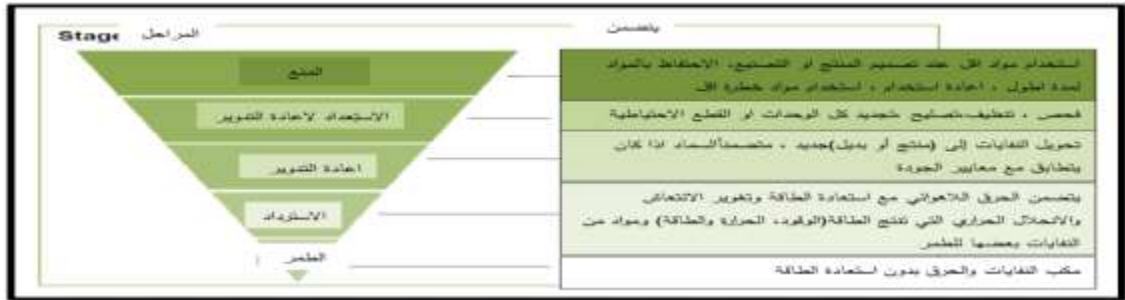 Stage المراحل
يتضمن
المنع
استخدام مواد اقل عند تصميم المنتج او التصنيع، الاحتفاظ بالمواد
لمدة اطول ، اعادة استخدام ، استخدام مواد خطرة اقل
الاستعداد لاعادة التدوير
فحص ، تنظيف، تصليح ،تجديد كل الوحدات او القطع الاحتياطية
اعادة التدوير
تحويل النفايات إلى (منتج أو بديل)جديد ، متضمنأالسماد اذا كان
يتطابق مع معايير الجودة
الاسترداد
يتضمن الحرق اللاهوائي مع استعادة الطاقة وتغوير الانتعاش
والانحلال الحراري التي تنتج الطاقة(الوقود، الحرارة والطاقة) ومواد من
النفايات بعضها للطمر
الطمر
مكب النفايات والحرق بدون استعادة الطاقة